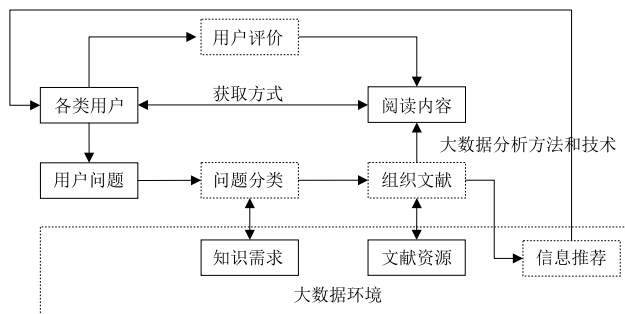 用户评价
各类用户
获取方式
阅读内容
大数据分析方法和技术
用户问题
问题分类
组织文献
知识需求
文献资源
信息推荐
大数据环境